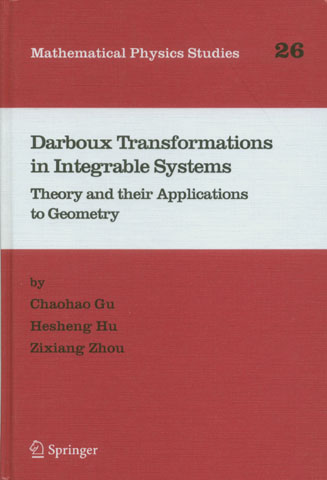 Mathematical Physics Studies 26
Darboux Transformations
in Integrable Systems
Theory and their Applications
to Geometry
by
Chaohao Gu
Hesheng Hu
Zixiang Zhou
Springer